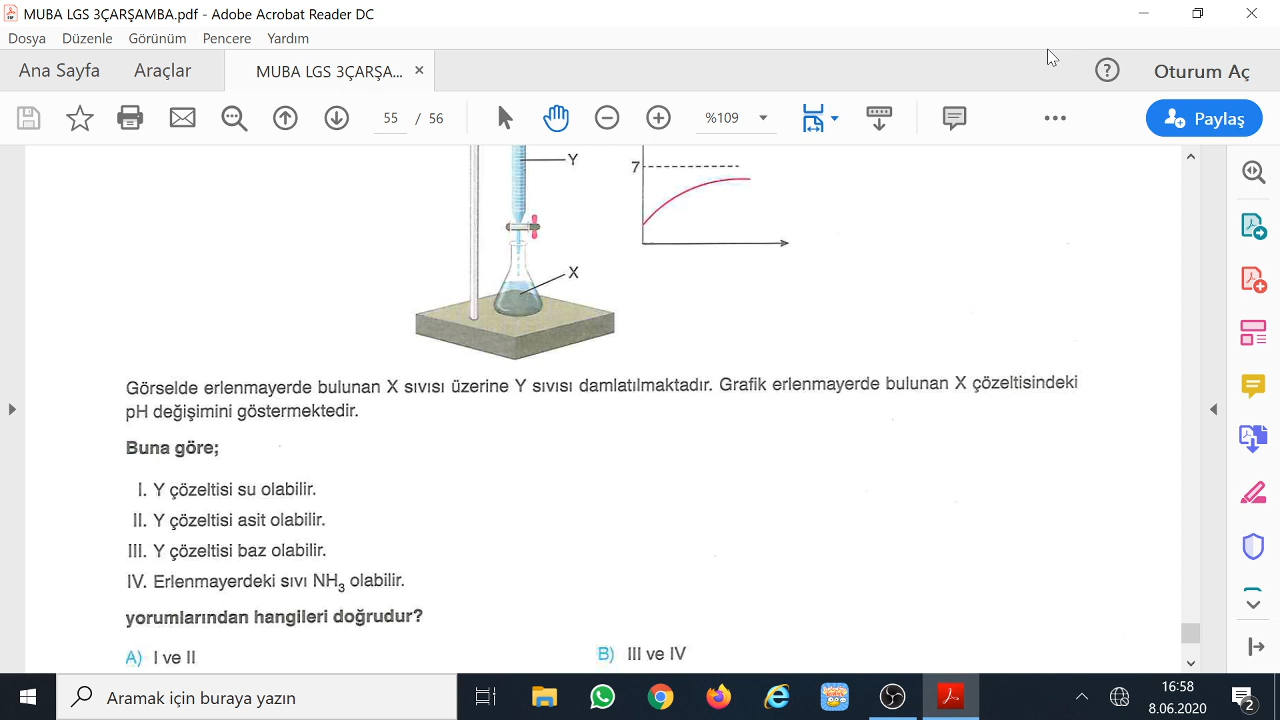 MUBA LGS 3ÇARŞAMBA.pdf - Adobe Acrobat Reader DC
Dosya Düzenle Görünüm Pencere Yardım
Ana Sayfa Araçlar MUBA LGS 3ÇARŞA... × ? Oturum Aç
55 / 56 %109 Paylaş
Y
7
X
Görselde erlenmayerde bulunan X sıvısı üzerine Y sıvısı damlatılmaktadır. Grafik erlenmayerde bulunan X çözeltisindeki
pH değişimini göstermektedir.
Buna göre;
I. Y çözeltisi su olabilir.
II. Y çözeltisi asit olabilir.
III. Y çözeltisi baz olabilir.
IV. Erlenmayerdeki sıvı NH3 olabilir.
yorumlarından hangileri doğrudur?
A) I ve II
B) III ve IV
Aramak için buraya yazın
16:58
8.06.2020
2